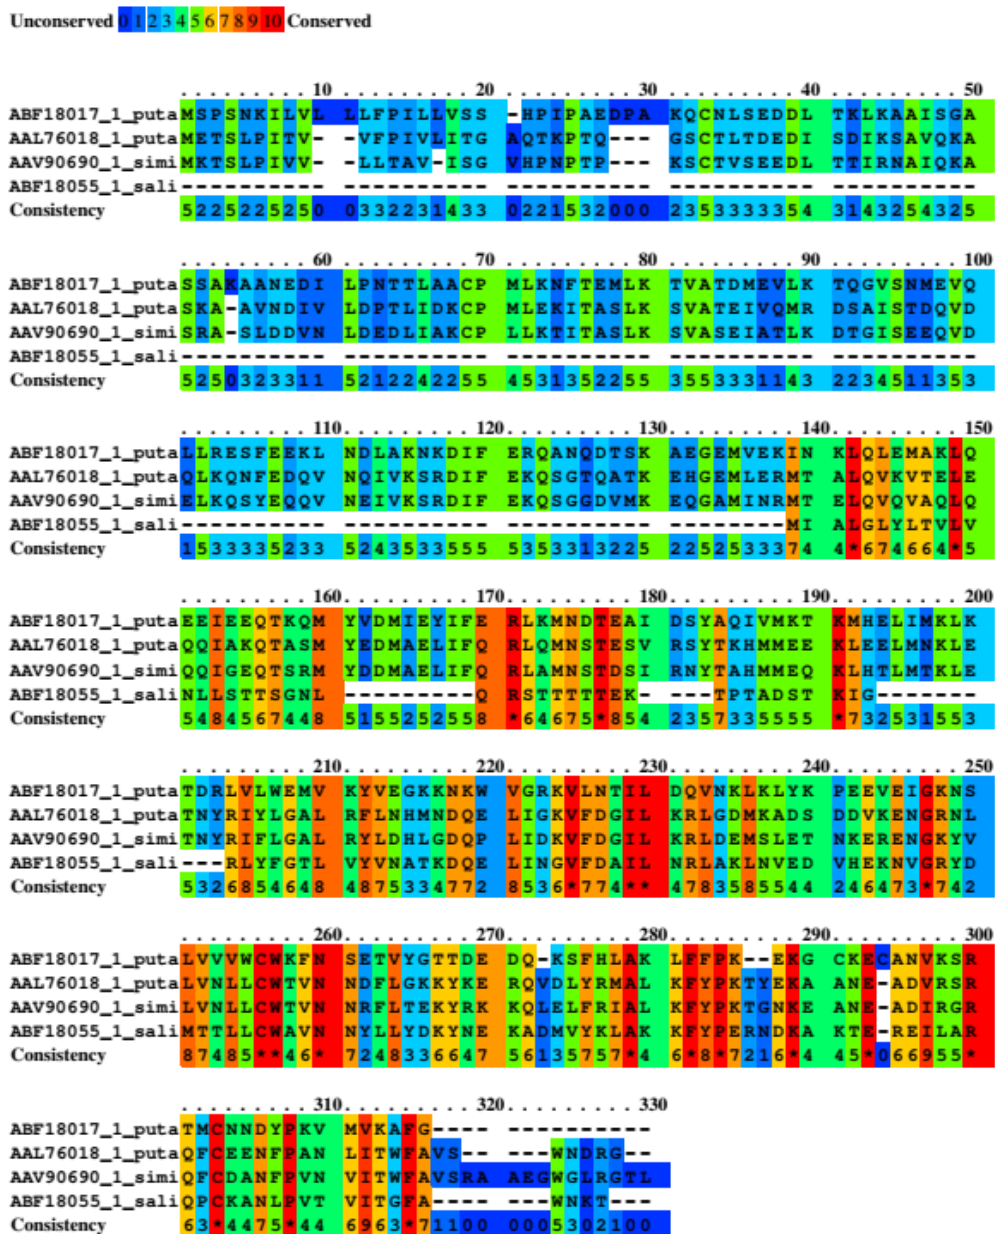 Unconserved 0 1 2 3 4 5 6 7 8 9 10 Conserved
. . . . . . . . . 10 . . . . . . . . . 20 . . . . . . . . . 30 . . . . . . . . . 40 . . . . . . . . . 50
ABF18017_1_puta MSPSNKILVL LLFPILLVSS -HPIPAEDPA KQCNLSEDDL TKLKAAISGA
AAL76018_1_puta METSLPITV- -VFPIVLITG AQTKPTQ--- KSCTLTDEDI SDIKSAVQKA
AAV90690_1_simi MKTSLPIVV- -LLTAV-ISG VHPNPTP--- KSCTVSEEDL TTIRNAIQKA
ABF18055_1_sali ---------- ---------- ---------- ---------- ----------
Consistency 5225225250 0332231433 0221532000 2353333354 3143254325
. . . . . . . . . 60 . . . . . . . . . 70 . . . . . . . . . 80 . . . . . . . . . 90 . . . . . . . . . 100
ABF18017_1_puta SSAKAANEDI LPNTTLAACP MLKNFTEMLK TVATDMEVLK TQGVSNMEVQ
AAL76018_1_puta SKA-AVNDIV LDPTLIDKCP MLEKITASLK SVATEIVQMR DSAISTDQVD
AAV90690_1_simi SRA-SLDDVN LDEDLIAKCP LLKTITASLK SVASEIATLK DTGISEEQVD
ABF18055_1_sali ---------- ---------- ---------- ---------- ----------
Consistency 5250323311 5212242255 4531352255 3553331143 2234511353
. . . . . . . . . 110 . . . . . . . . . 120 . . . . . . . . . 130 . . . . . . . . . 140 . . . . . . . . . 150
ABF18017_1_puta LLRESFEEKL NDLAKNKDIF ERQANQDTSK AEGEMVEKIN KLQLEMAKLQ
AAL76018_1_puta QLKQNFEDQV NQIVKSRDIF EKQSGTQATK EHGEMLERMT ALQVKVTELE
AAV90690_1_simi ELKQSYEQQV NEIVKSRDIF EKQSGGDVMK EQGAMINRMT ELQVQVAQLQ
ABF18055_1_sali ---------- ---------- ---------- --------MI ALGLYLTVLV
Consistency 1533335233 5243533555 5353313225 2252533374 4*674664*5
. . . . . . . . . 160 . . . . . . . . . 170 . . . . . . . . . 180 . . . . . . . . . 190 . . . . . . . . . 200
ABF18017_1_puta EEIEEQTKQM YVDMIEYIFE RLKMNDTEAI DSYAQIVMKT KMHELIMKLK
AAL76018_1_puta QQIAKQTASM YEDMAELIFQ RLQMNSTESV RSYTKHMMEE KLEELMNKLE
AAV90690_1_simi QQIGEQTSRM YDDMAELIFQ RLAMNSTDSI RNYTAHMMEQ KLHTLMTKLE
ABF18055_1_sali NLLSTTSGNL ---------Q RSTTTTTEK- ---TPTADST KIG-------
Consistency 5484567448 5155252558 *64675*854 2357335555 *732531553
. . . . . . . . . 210 . . . . . . . . . 220 . . . . . . . . . 230 . . . . . . . . . 240 . . . . . . . . . 250
ABF18017_1_puta TDRLVLWEMV KYVEGKKNKW VGRKVLNTIL DQVNKLKLYK PEEVEIGKNS
AAL76018_1_puta TNYRIYLGAL RFLNHMNDQE LIGKVFDGIL KRLGDMKADS DDVKENGRNL
AAV90690_1_simi TNYRIFLGAL RYLDHLGDQP LIDKVFDGIL KRLDEMSLET NKERENGKYV
ABF18055_1_sali ---RLYFGTL VYVNATKDQE LINGVFDAIL NRLAKLNVED VHEKNVGRYD
Consistency 5326854648 4875334772 8536*774** 4783585544 246473*742
. . . . . . . . . 260 . . . . . . . . . 270 . . . . . . . . . 280 . . . . . . . . . 290 . . . . . . . . . 300
ABF18017_1_puta LVVVWCWKFN SETVYGTTDE DQ-KSFHLAK LFFPK--EKG CKECANVKSR
AAL76018_1_puta LVNLLCWTVN NDFLGKKYKE RQVDLYRMAL KFYPKTYEKA ANE-ADVRSR
AAV90690_1_simi LVNLLCWTVN NRFLTEKYRK KQLELFRIAL KFYPKTGNKE ANE-ADIRGR
ABF18055_1_sali MTTLLCWAVN NYLLYDKYNE KADMVYKLAK KFYPERNDKA KTE-REILAR
Consistency 87485**46* 7248336647 56135757*4 6*8*7216*4 45*066955*
. . . . . . . . . 310 . . . . . . . . . 320 . . . . . . . . . 330
ABF18017_1_puta TMCNNDYPKV MVKAFG---- ----------
AAL76018_1_puta QFCEENFPAN LITWFAVS-- ---WNDRG--
AAV90690_1_simi QFCDANFPVN VITWFAVSRA AEGWGLRGTL
ABF18055_1_sali QPCKANLPVT VITGFA---- ---WNKT---
Consistency 63*4475*44 6963*71100 0005302100